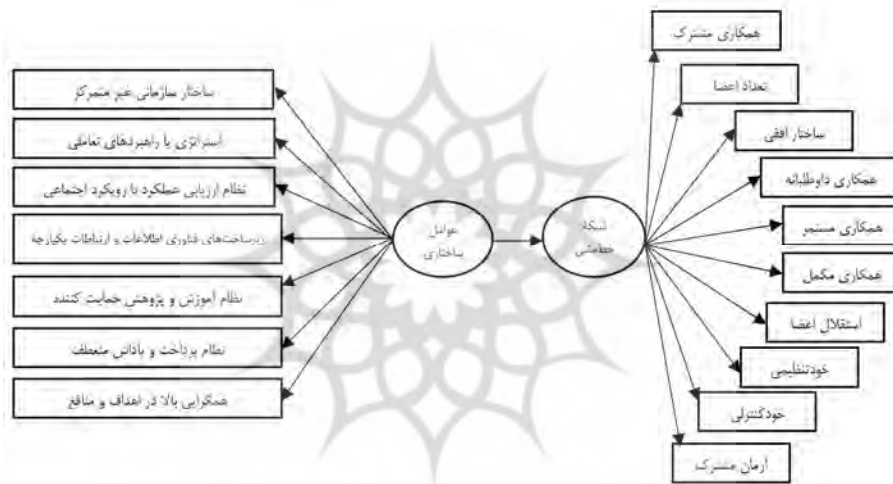 همکاری مشترک
تعداد اعضا
ساختار افقی
همکاری داوطلبانه
همکاری مستمر
همکاری مکمل
استقلال اعضا
خودتنظیمی
خودکنترلی
آرمان مشترک
شبکه
خط‌مشی
عوامل
ساختاری
ساختار سازمانی غیر متمرکز
استراتژی یا راهبردهای تعاملی
نظام ارزیابی عملکرد با رویکرد اجتماعی
زیرساخت‌های فناوری اطلاعات و ارتباطات یکپارچه
نظام آموزش و پژوهش حمایت کننده
نظام پرداخت و پاداش منعطف
همگرایی بالا در اهداف و منافع